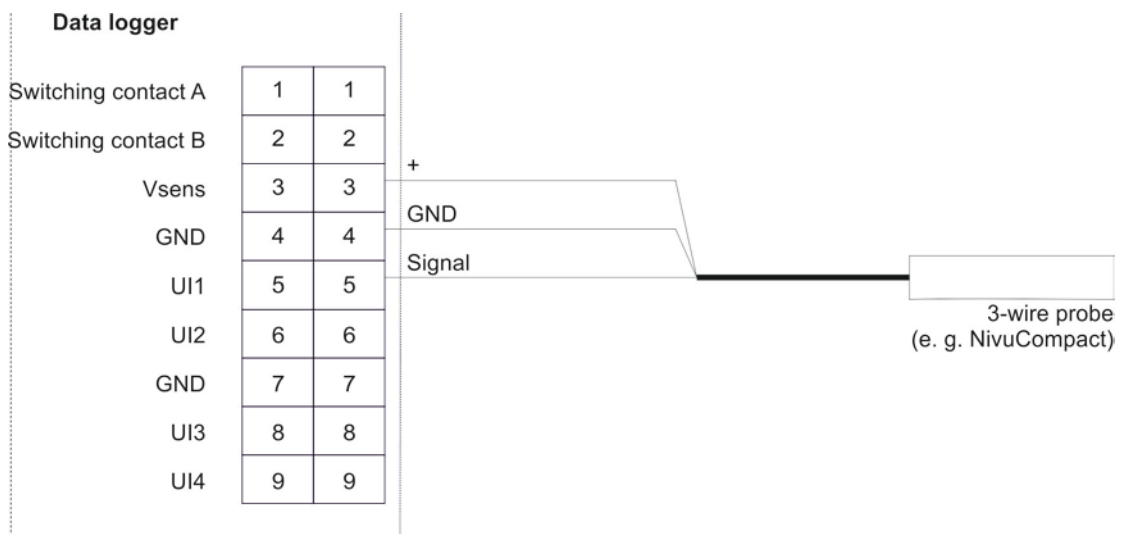 Data logger
Switching contact A 1 1
Switching contact B 2 2
+
Vsens 3 3
GND
GND 4 4
Signal
UI1 5 5
3-wire probe
UI2 6 6
(e. g. NivuCompact)
GND 7 7
UI3 8 8
UI4 9 9